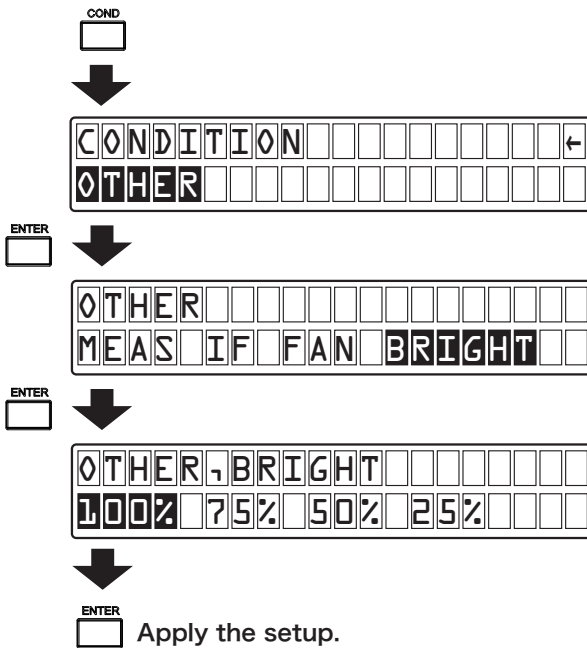 COND
CONDITION ←
OTHER
ENTER
OTHER
MEAS IF FAN BRIGHT
ENTER
OTHER,BRIGHT
100% 75% 50% 25%
ENTER
Apply the setup.